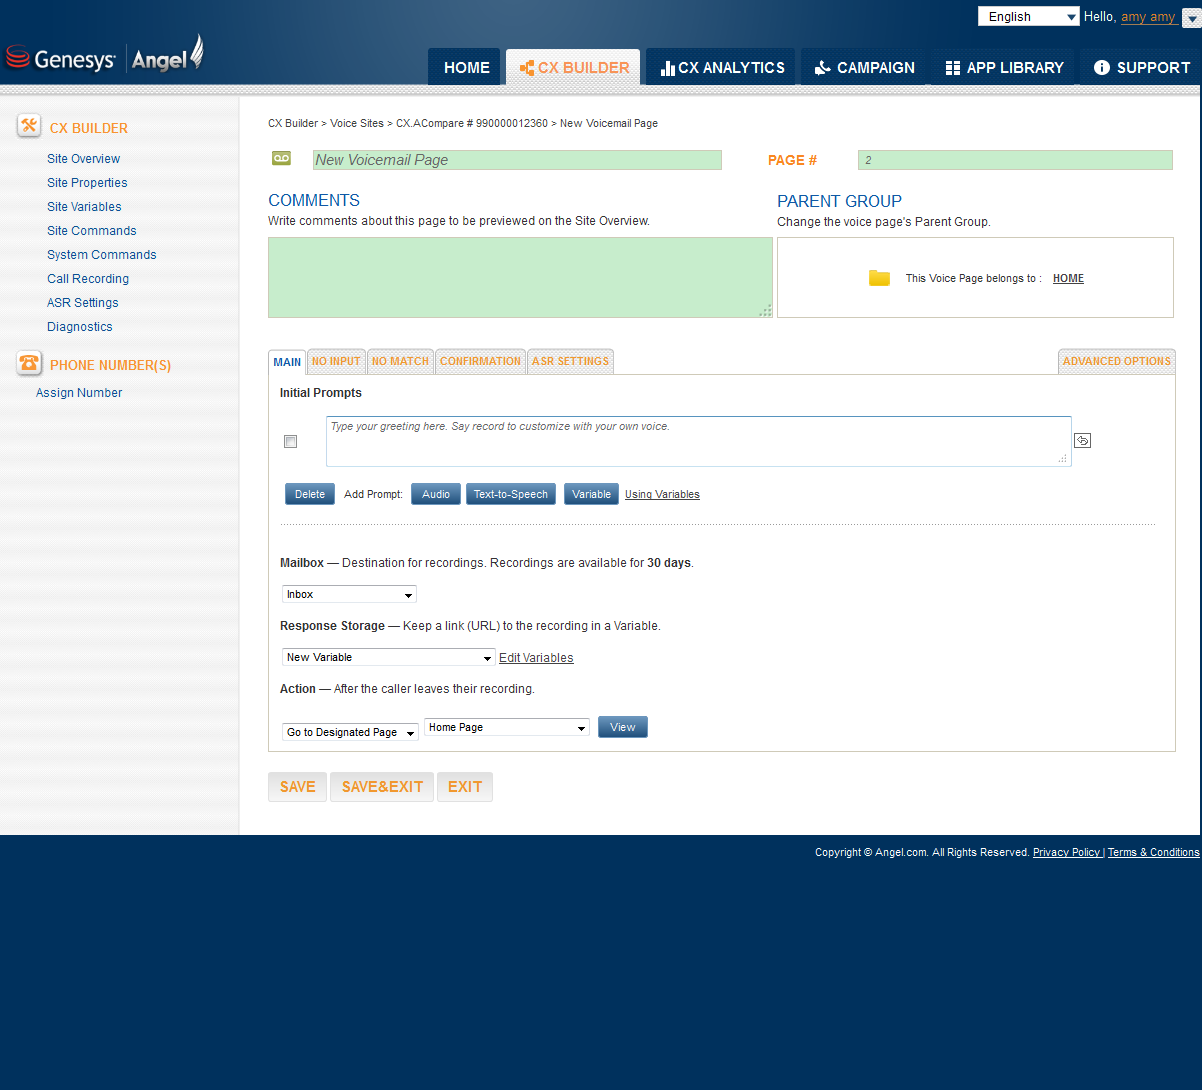 English Hello, amy amy
Genesys Angel
HOME CX BUILDER CX ANALYTICS CAMPAIGN APP LIBRARY SUPPORT
CX BUILDER
Site Overview
Site Properties
Site Variables
Site Commands
System Commands
Call Recording
ASR Settings
Diagnostics
PHONE NUMBER(S)
Assign Number
CX Builder > Voice Sites > CX.ACompare # 990000012360 > New Voicemail Page
New Voicemail Page PAGE # 2
COMMENTS
Write comments about this page to be previewed on the Site Overview.
PARENT GROUP
Change the voice page's Parent Group.
This Voice Page belongs to : HOME
MAIN NO INPUT NO MATCH CONFIRMATION ASR SETTINGS ADVANCED OPTIONS
Initial Prompts
Type your greeting here. Say record to customize with your own voice.
Delete Add Prompt: Audio Text-to-Speech Variable Using Variables
Mailbox — Destination for recordings. Recordings are available for 30 days.
Inbox
Response Storage — Keep a link (URL) to the recording in a Variable.
New Variable Edit Variables
Action — After the caller leaves their recording.
Go to Designated Page Home Page View
SAVE SAVE&EXIT EXIT
Copyright © Angel.com. All Rights Reserved. Privacy Policy | Terms & Conditions